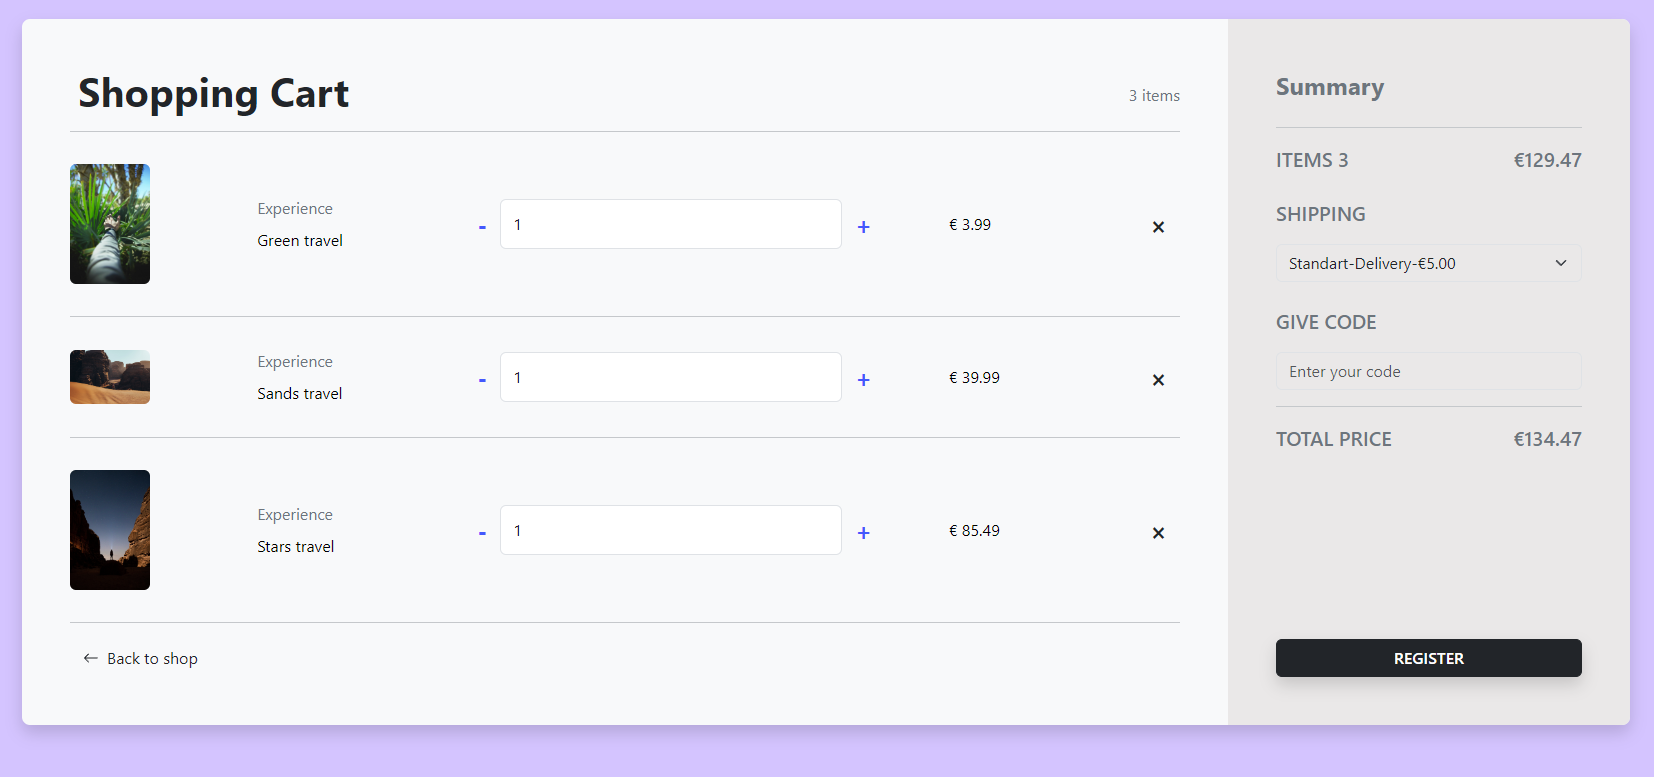 Shopping Cart
3 items
Experience
Green travel
- 1 +
€ 3.99
×
Experience
Sands travel
- 1 +
€ 39.99
×
Experience
Stars travel
- 1 +
€ 85.49
×
← Back to shop
Summary
ITEMS 3 €129.47
SHIPPING
Standart-Delivery-€5.00
GIVE CODE
Enter your code
TOTAL PRICE €134.47
REGISTER